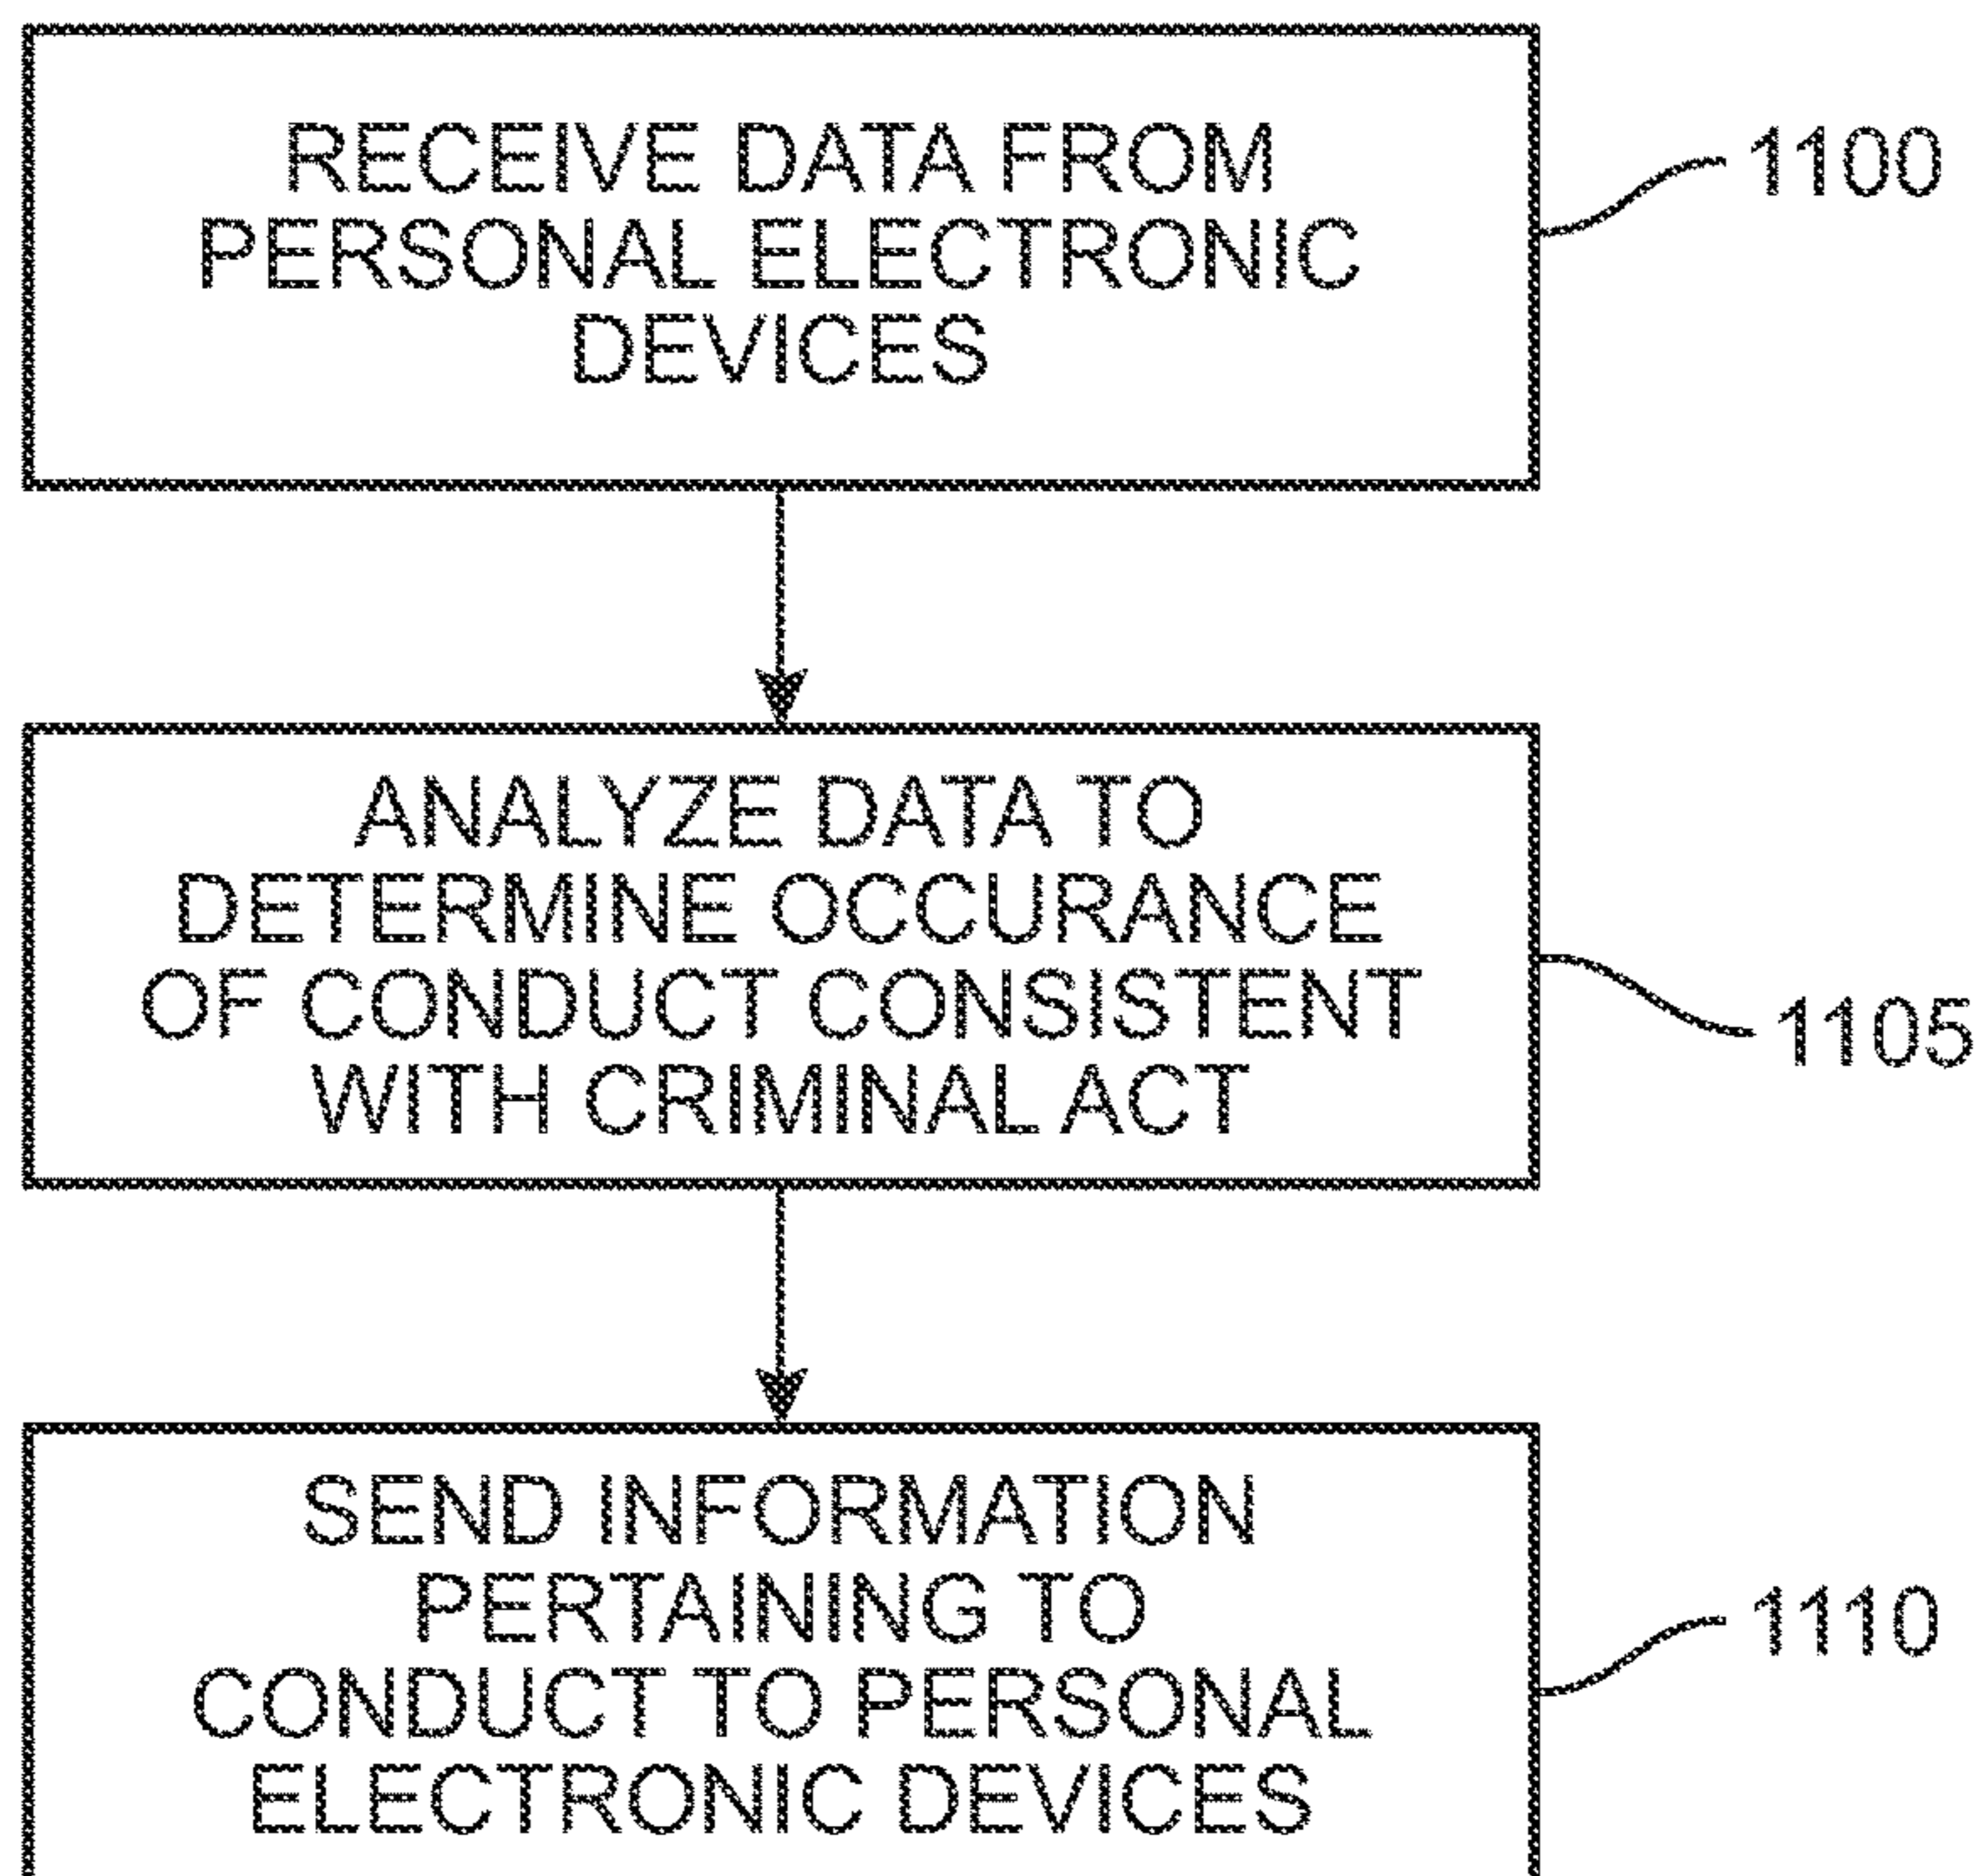 RECEIVE DATA FROM
PERSONAL ELECTRONIC
DEVICES
1100
ANALYZE DATA TO
DETERMINE OCCURANCE
OF CONDUCT CONSISTENT
WITH CRIMINAL ACT
1105
SEND INFORMATION
PERTAINING TO
CONDUCT TO PERSONAL
ELECTRONIC DEVICES
1110